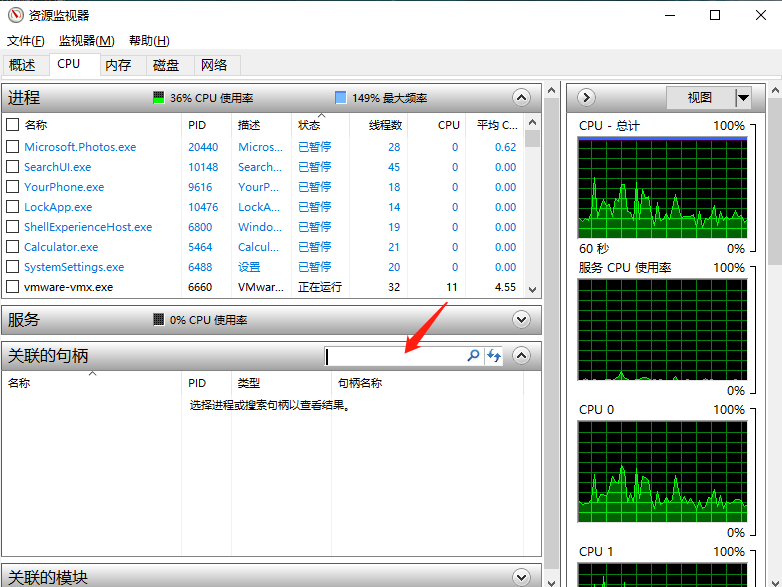 资源监视器
文件(F) 监视器(M) 帮助(H)
概述 CPU 内存 磁盘 网络
进程 36% CPU 使用率 149% 最大频率
名称 PID 描述 状态 线程数 CPU 平均 C...
Microsoft.Photos.exe 20440 Micros... 已暂停 28 0 0.62
SearchUI.exe 10148 Search... 已暂停 45 0 0.00
YourPhone.exe 9616 YourP... 已暂停 18 0 0.00
LockApp.exe 10476 LockA... 已暂停 14 0 0.00
ShellExperienceHost.exe 6800 Windo... 已暂停 19 0 0.00
Calculator.exe 5464 Calcul... 已暂停 21 0 0.00
SystemSettings.exe 6488 设置 已暂停 20 0 0.00
vmware-vmx.exe 6660 VMwar... 正在运行 32 11 4.55
服务 0% CPU 使用率
关联的句柄
名称 PID 类型 句柄名称
选择进程或搜索句柄以查看结果。
关联的模块
视图
CPU - 总计 100%
60 秒 0%
服务 CPU 使用率 100%
0%
CPU 0 100%
0%
CPU 1 100%